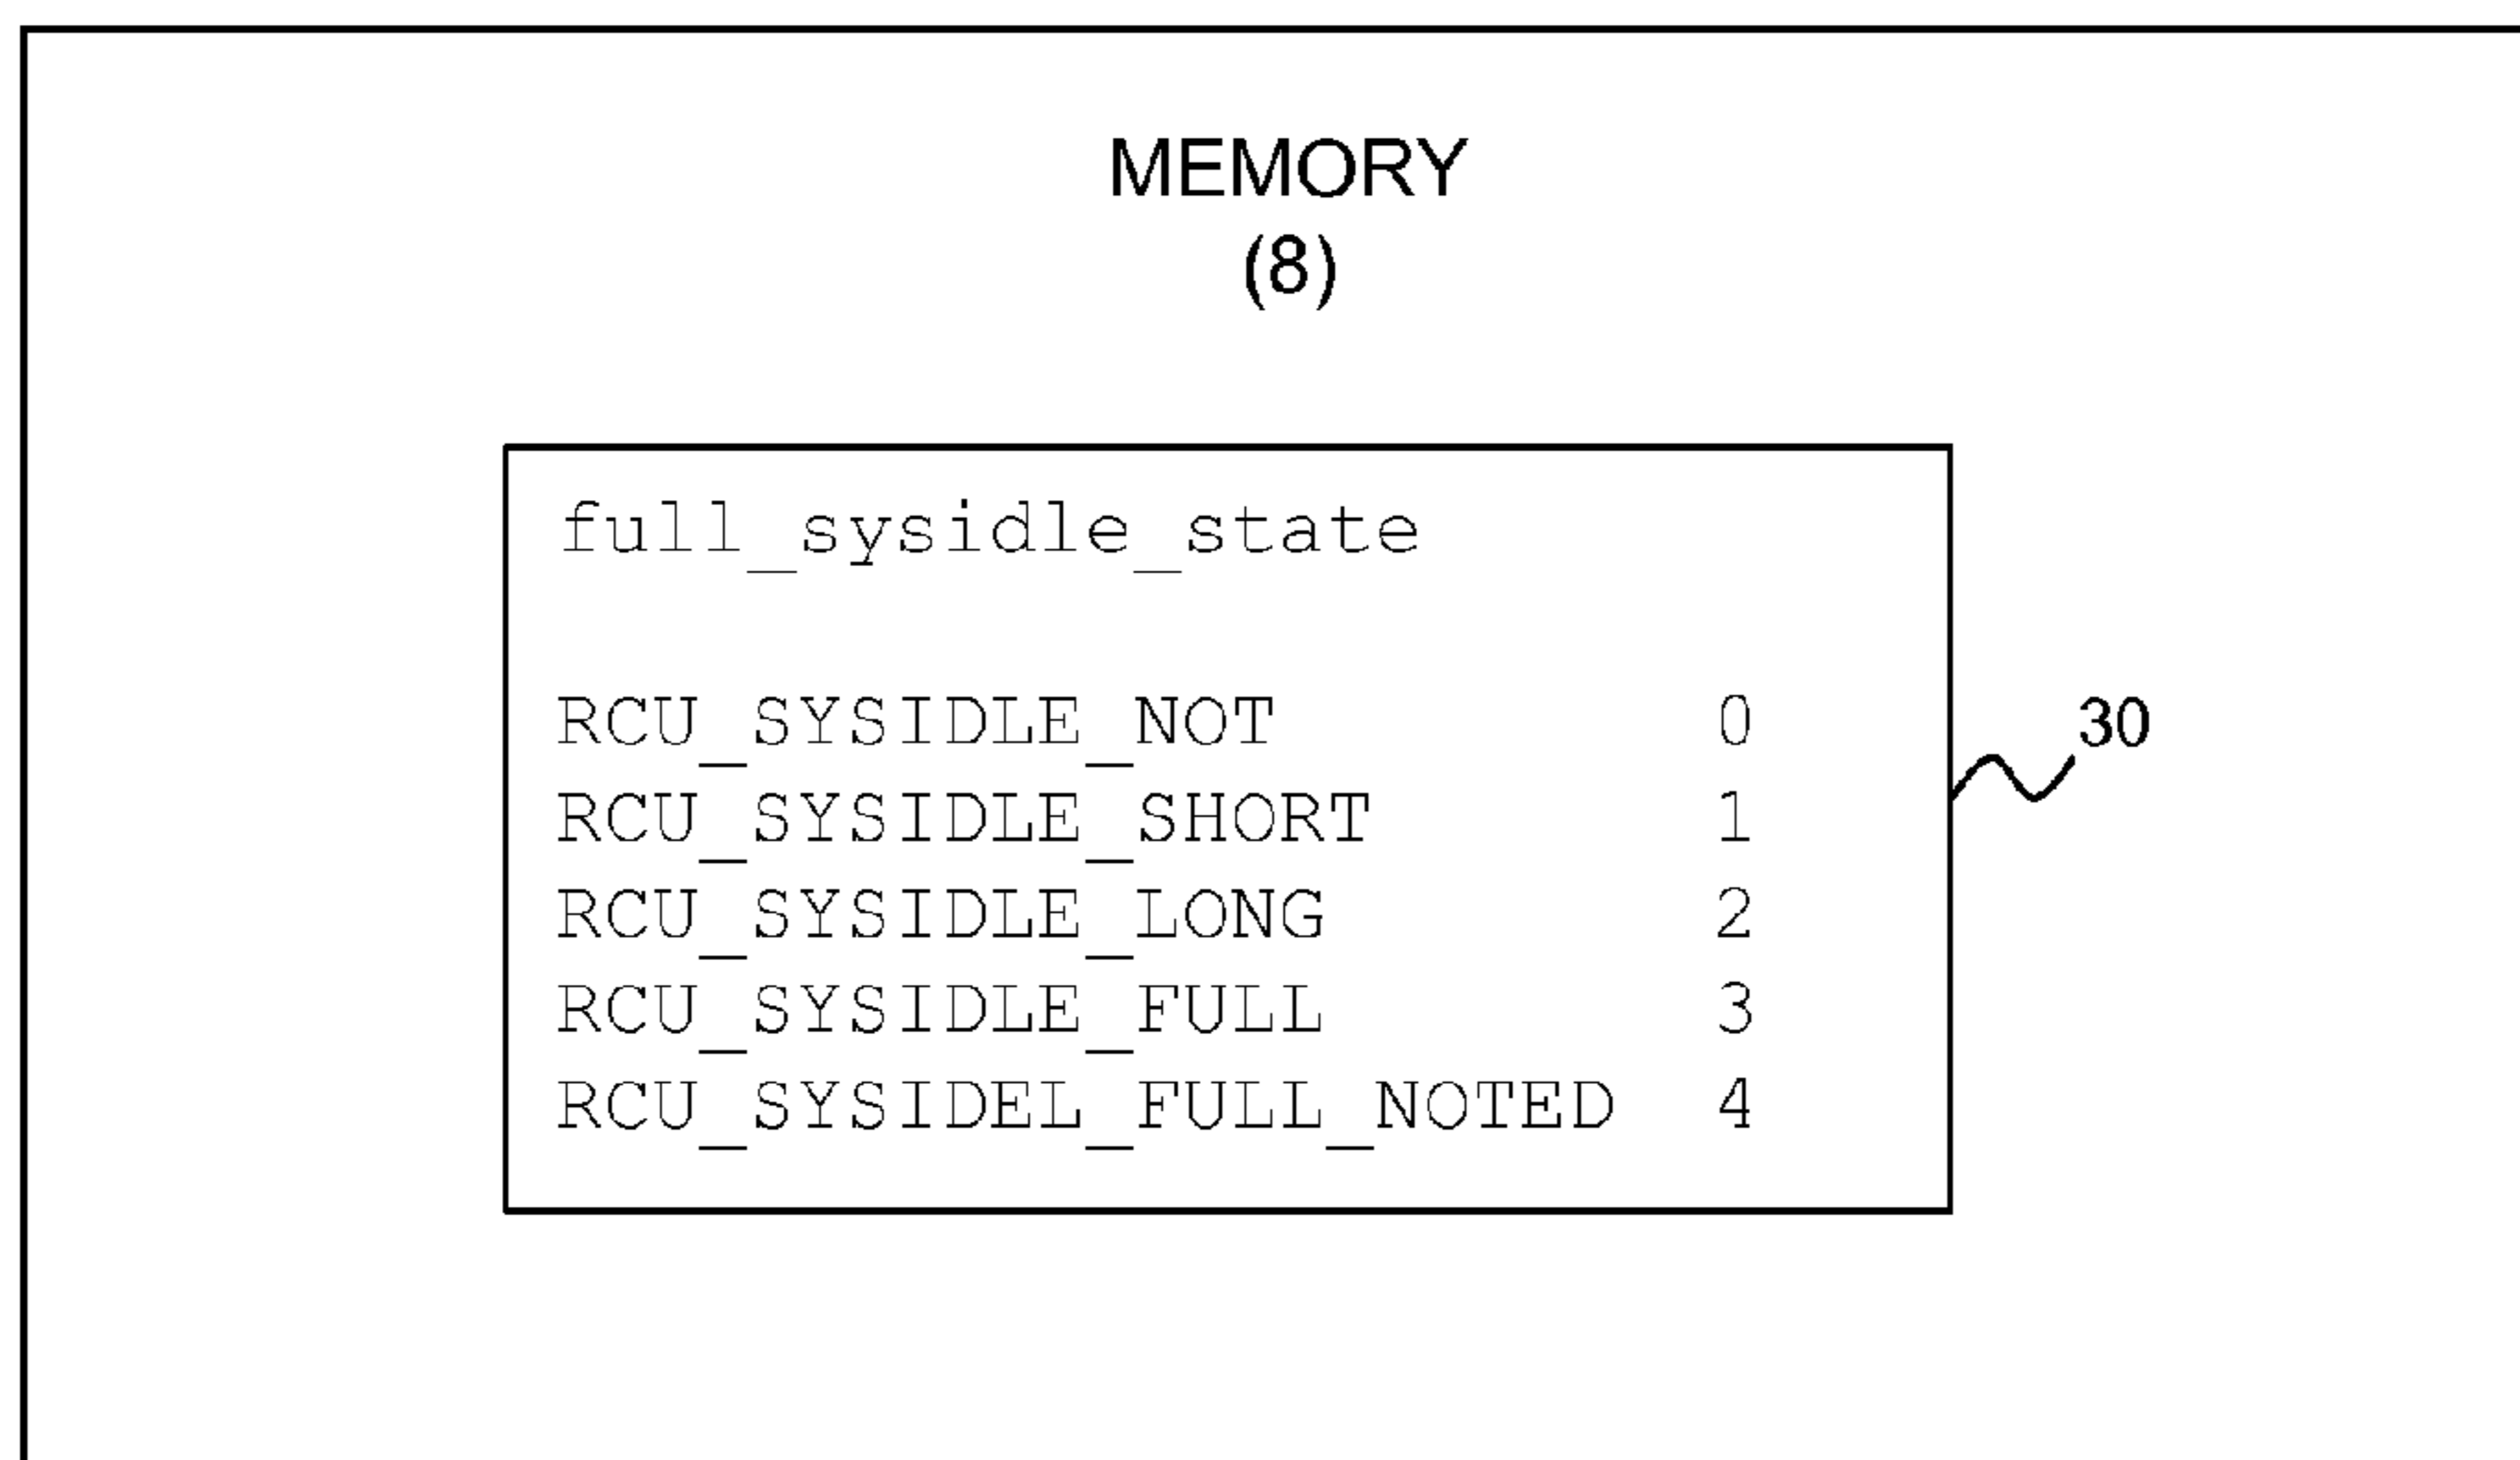 MEMORY
(8)
full_sysidle_state
RCU_SYSIDLE_NOT 0
30
RCU_SYSIDLE_SHORT 1
RCU_SYSIDLE_LONG 2
RCU_SYSIDLE_FULL 3
RCU_SYSIDEL_FULL_NOTED 4